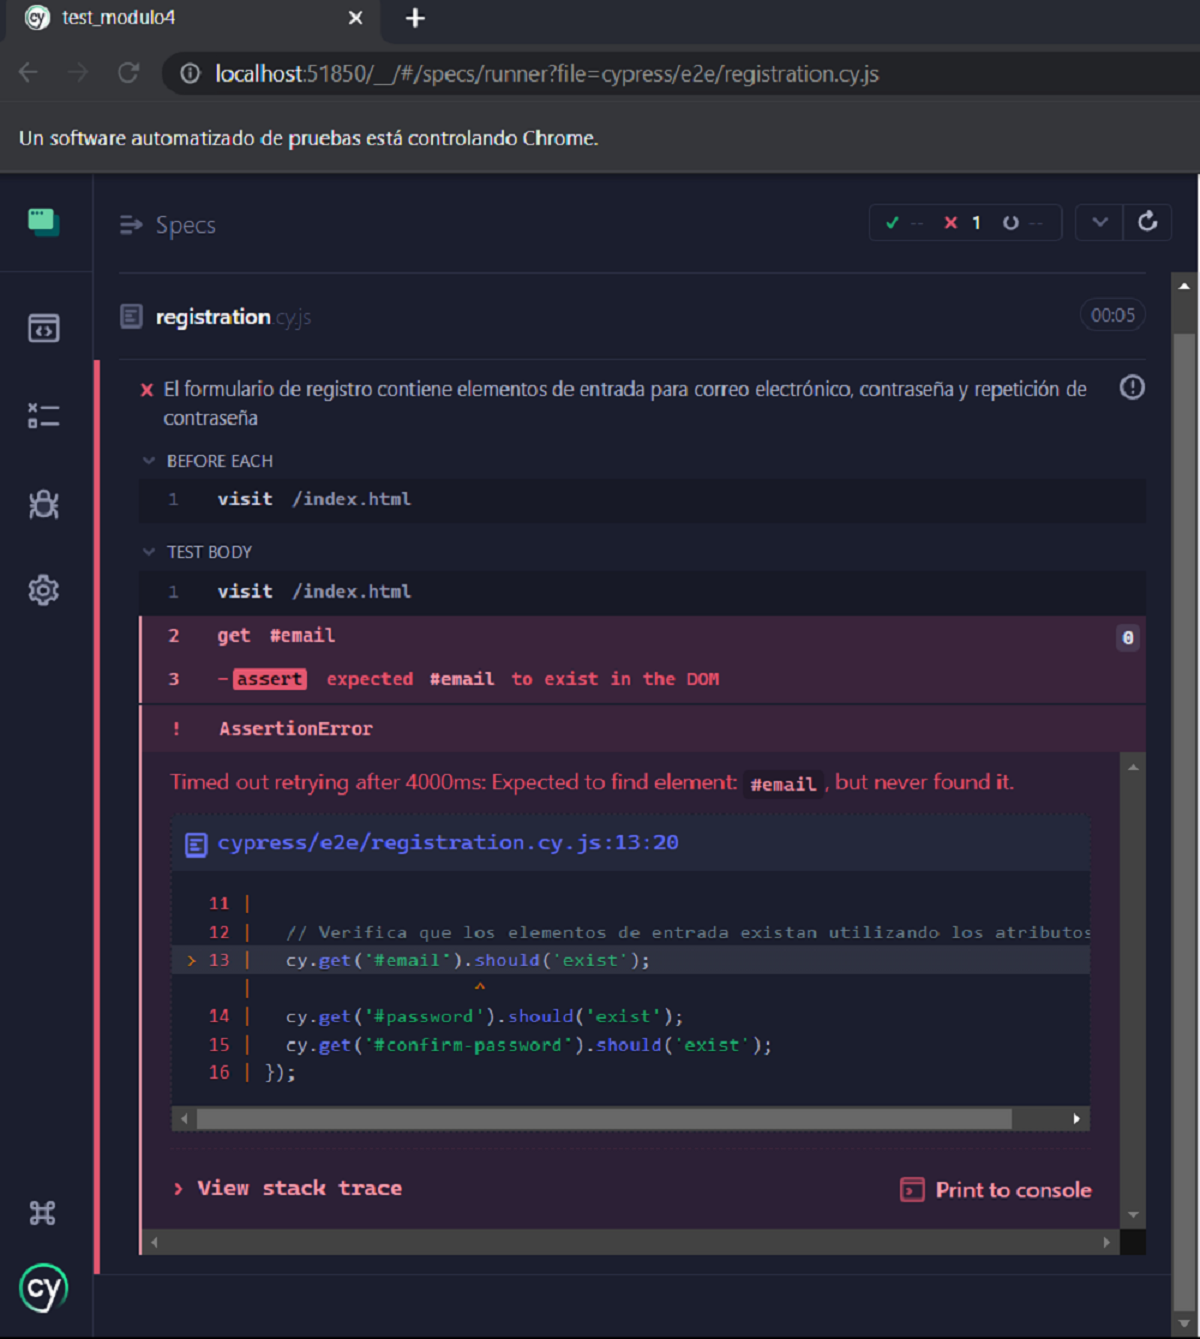 test_modulo4
localhost:51850/__/#/specs/runner?file=cypress/e2e/registration.cy.js
Un software automatizado de pruebas está controlando Chrome.
Specs
-- 1 --
registration.cy.js 00:05
El formulario de registro contiene elementos de entrada para correo electrónico, contraseña y repetición de
contraseña
BEFORE EACH
1 visit /index.html
TEST BODY
1 visit /index.html
2 get #email 0
3 -assert expected #email to exist in the DOM
! AssertionError
Timed out retrying after 4000ms: Expected to find element: #email, but never found it.
cypress/e2e/registration.cy.js:13:20
11 |
12 | // Verifica que los elementos de entrada existan utilizando los atributos
> 13 | cy.get('#email').should('exist');
| ^
14 | cy.get('#password').should('exist');
15 | cy.get('#confirm-password').should('exist');
16 | });
View stack trace
Print to console
cy